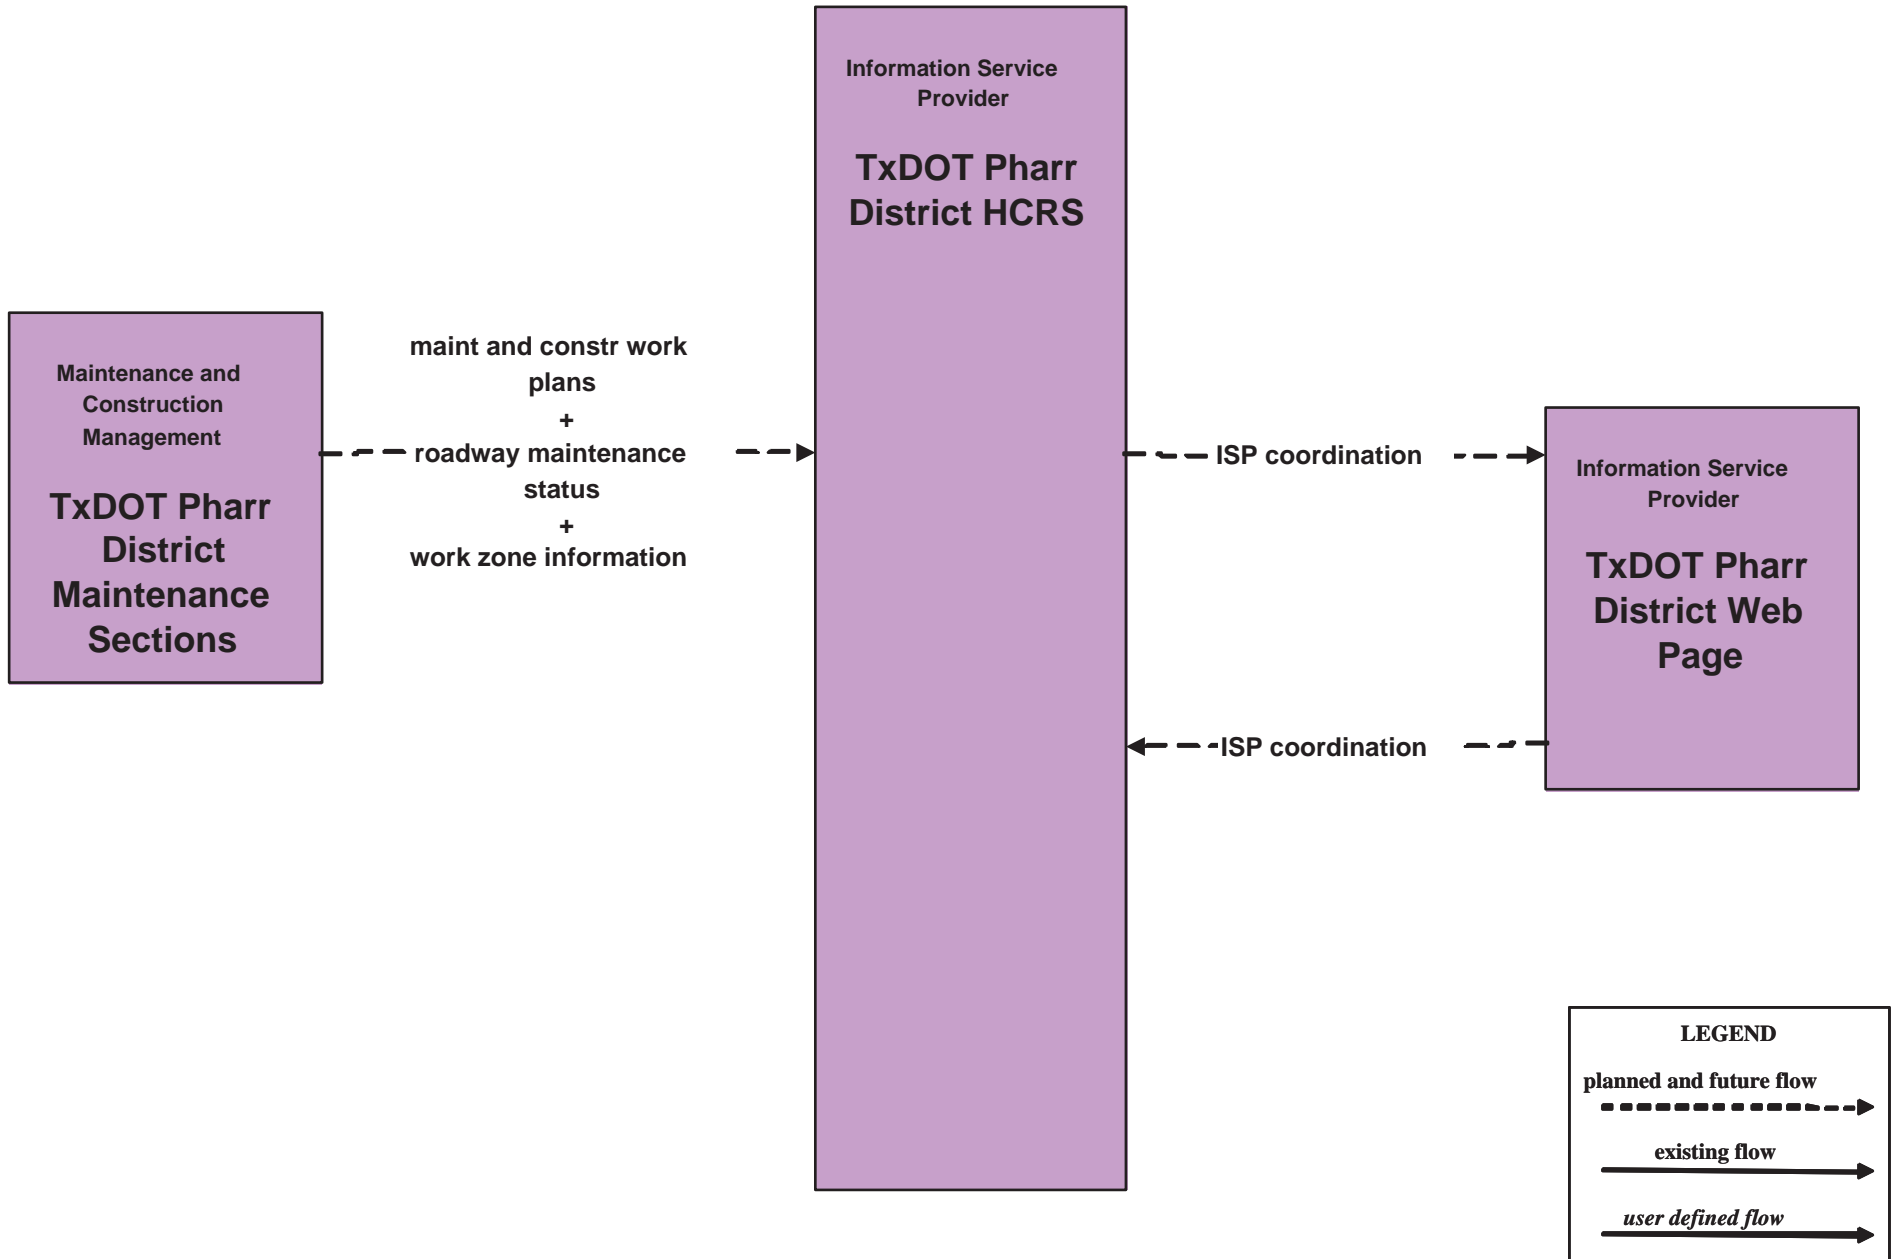 Information Service
Provider
TxDOT Pharr
District HCRS
Maintenance and
Construction
Management
TxDOT Pharr
District
Maintenance
Sections
maint and constr work
plans
+
roadway maintenance
status
+
work zone information
ISP coordination
Information Service
Provider
TxDOT Pharr
District Web
Page
ISP coordination
LEGEND
planned and future flow
existing flow
user defined flow